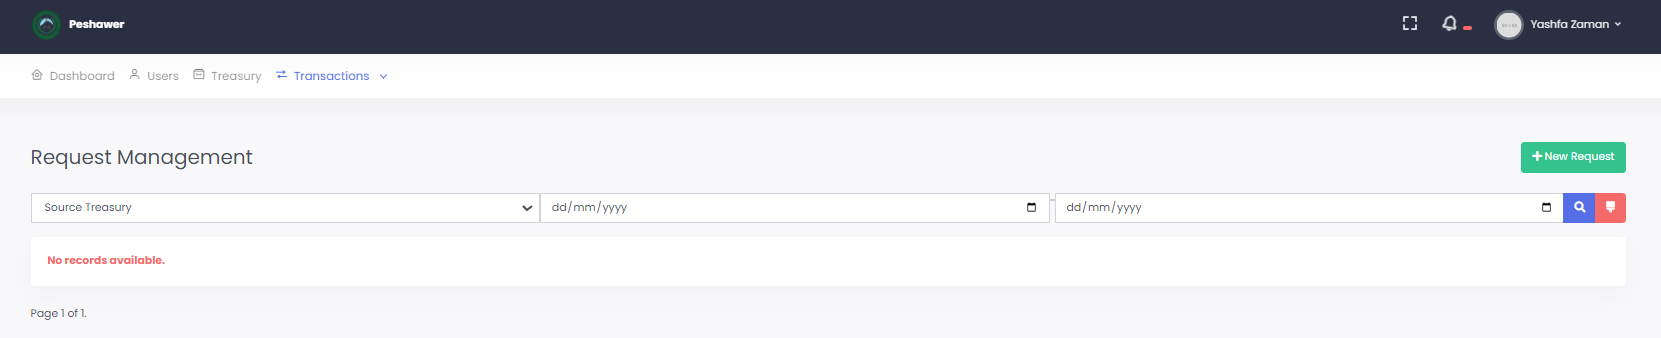 Peshawer
Yashfa Zaman
Dashboard Users Treasury Transactions
Request Management
New Request
Source Treasury dd/mm/yyyy - dd/mm/yyyy
No records available.
Page 1 of 1.